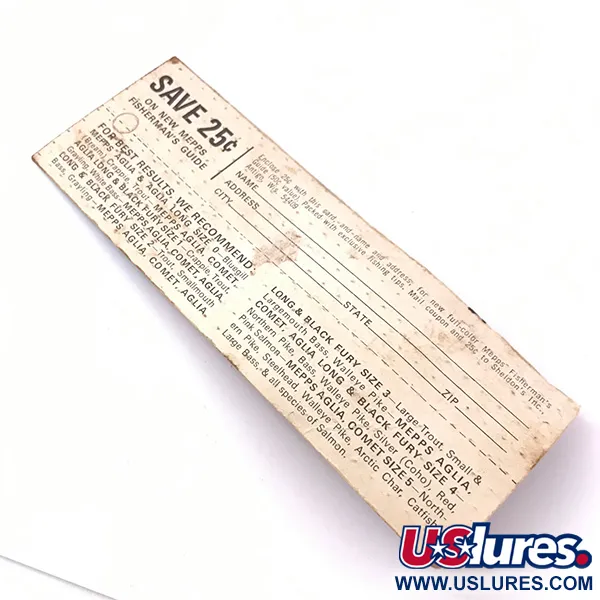 SAVE 25¢
ON NEW MEPPS
FISHERMAN'S GUIDE
Enclose 25¢ with this card, and name and address, for new full-color Mepps Fisherman's
Guide (50¢ value). Packed with exclusive fishing tips. Mail coupon and 25¢ to Sheldon's Inc.,
Antigo, Wis. 54409
NAME
ADDRESS
CITY
STATE
ZIP
FOR BEST RESULTS, WE RECOMMEND:
MEPPS AGLIA & AGLIA LONG SIZE 0—Bluegill
(Bream), Crappie, Trout—MEPPS AGLIA, COMET,
AGLIA LONG & BLACK FURY SIZE 1—Crappie, Trout,
Grayling, White Bass—MEPPS AGLIA, COMET, AGLIA
LONG & BLACK FURY SIZE 2—Trout, Smallmouth
Bass, Grayling—MEPPS AGLIA, COMET, AGLIA
LONG & BLACK FURY SIZE 3—Large Trout, Small- &
Largemouth Bass, Walleye Pike—MEPPS AGLIA,
COMET, AGLIA LONG & BLACK FURY SIZE 4—
Northern Pike, Bass, Walleye Pike, Silver (Coho), Red,
Pink Salmon—MEPPS AGLIA, COMET SIZE 5—North-
ern Pike, Steelhead, Walleye Pike, Arctic Char, Catfish,
Large Bass, & all species of Salmon.
USlures.
WWW.USLURES.COM